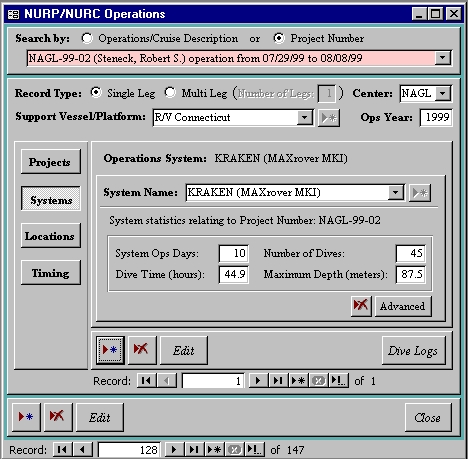 NURP/NURC Operations
Search by: Operations/Cruise Description or Project Number
NAGL-99-02 (Steneck, Robert S.) operation from 07/29/99 to 08/08/99
Record Type: Single Leg Multi Leg (Number of Legs: 1 ) Center: NAGL
Support Vessel/Platform: R/V Connecticut Ops Year: 1999
Projects
Systems
Locations
Timing
Operations System: KRAKEN (MAXrover MKI)
System Name: KRAKEN (MAXrover MKI)
System statistics relating to Project Number: NAGL-99-02
System Ops Days: 10 Number of Dives: 45
Dive Time (hours): 44.9 Maximum Depth (meters): 87.5
Advanced
Edit Dive Logs
Record: 1 of 1
Edit Close
Record: 128 of 147